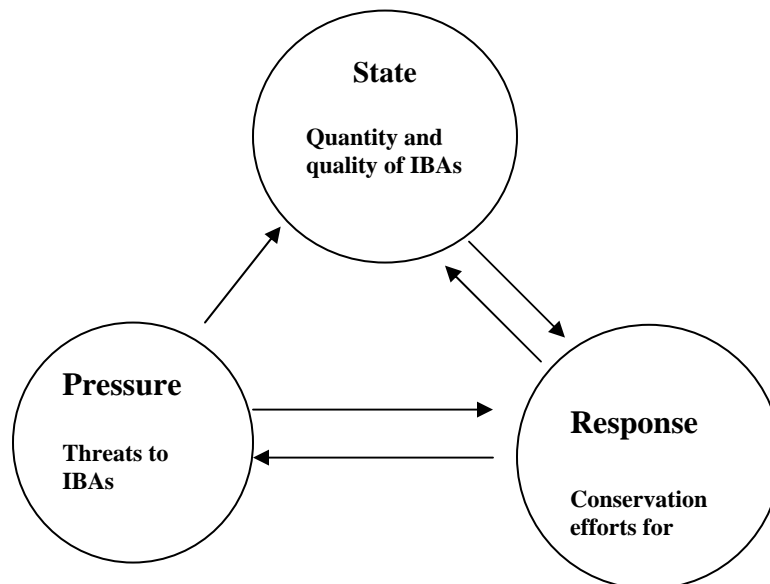 State
Quantity and
quality of IBAs
Pressure
Threats to
IBAs
Response
Conservation
efforts for